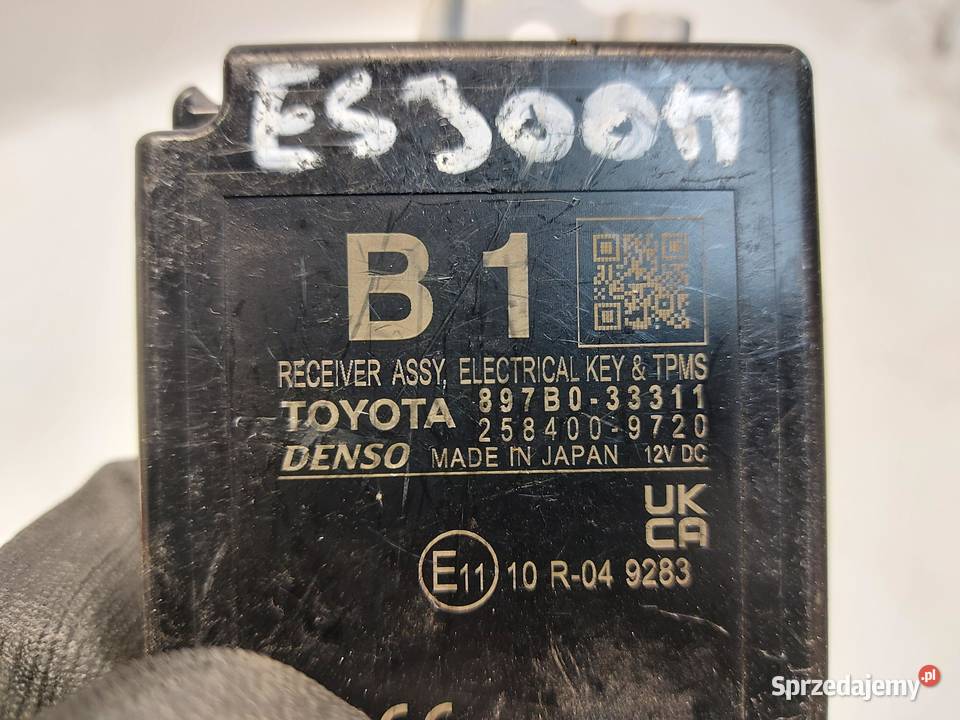 ES300H
B 1
RECEIVER ASSY, ELECTRICAL KEY & TPMS
TOYOTA 897B0-33311
258400-9720
DENSO MADE IN JAPAN 12V DC
UK
CA
E11 10 R-04 9283
Sprzedajemy.pl